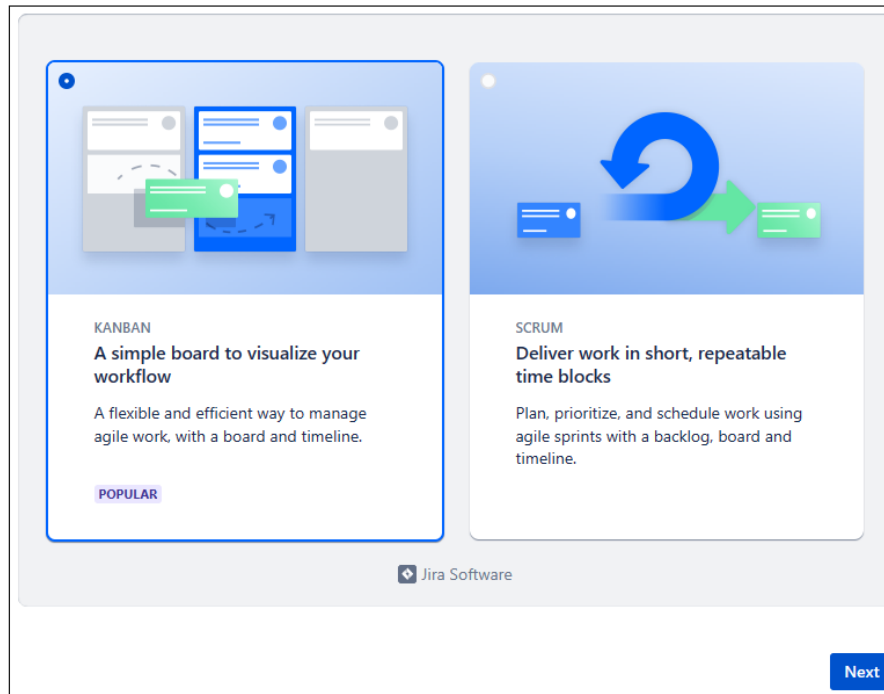 KANBAN
A simple board to visualize your
workflow
A flexible and efficient way to manage
agile work, with a board and timeline.
POPULAR
SCRUM
Deliver work in short, repeatable
time blocks
Plan, prioritize, and schedule work using
agile sprints with a backlog, board and
timeline.
Jira Software
Next